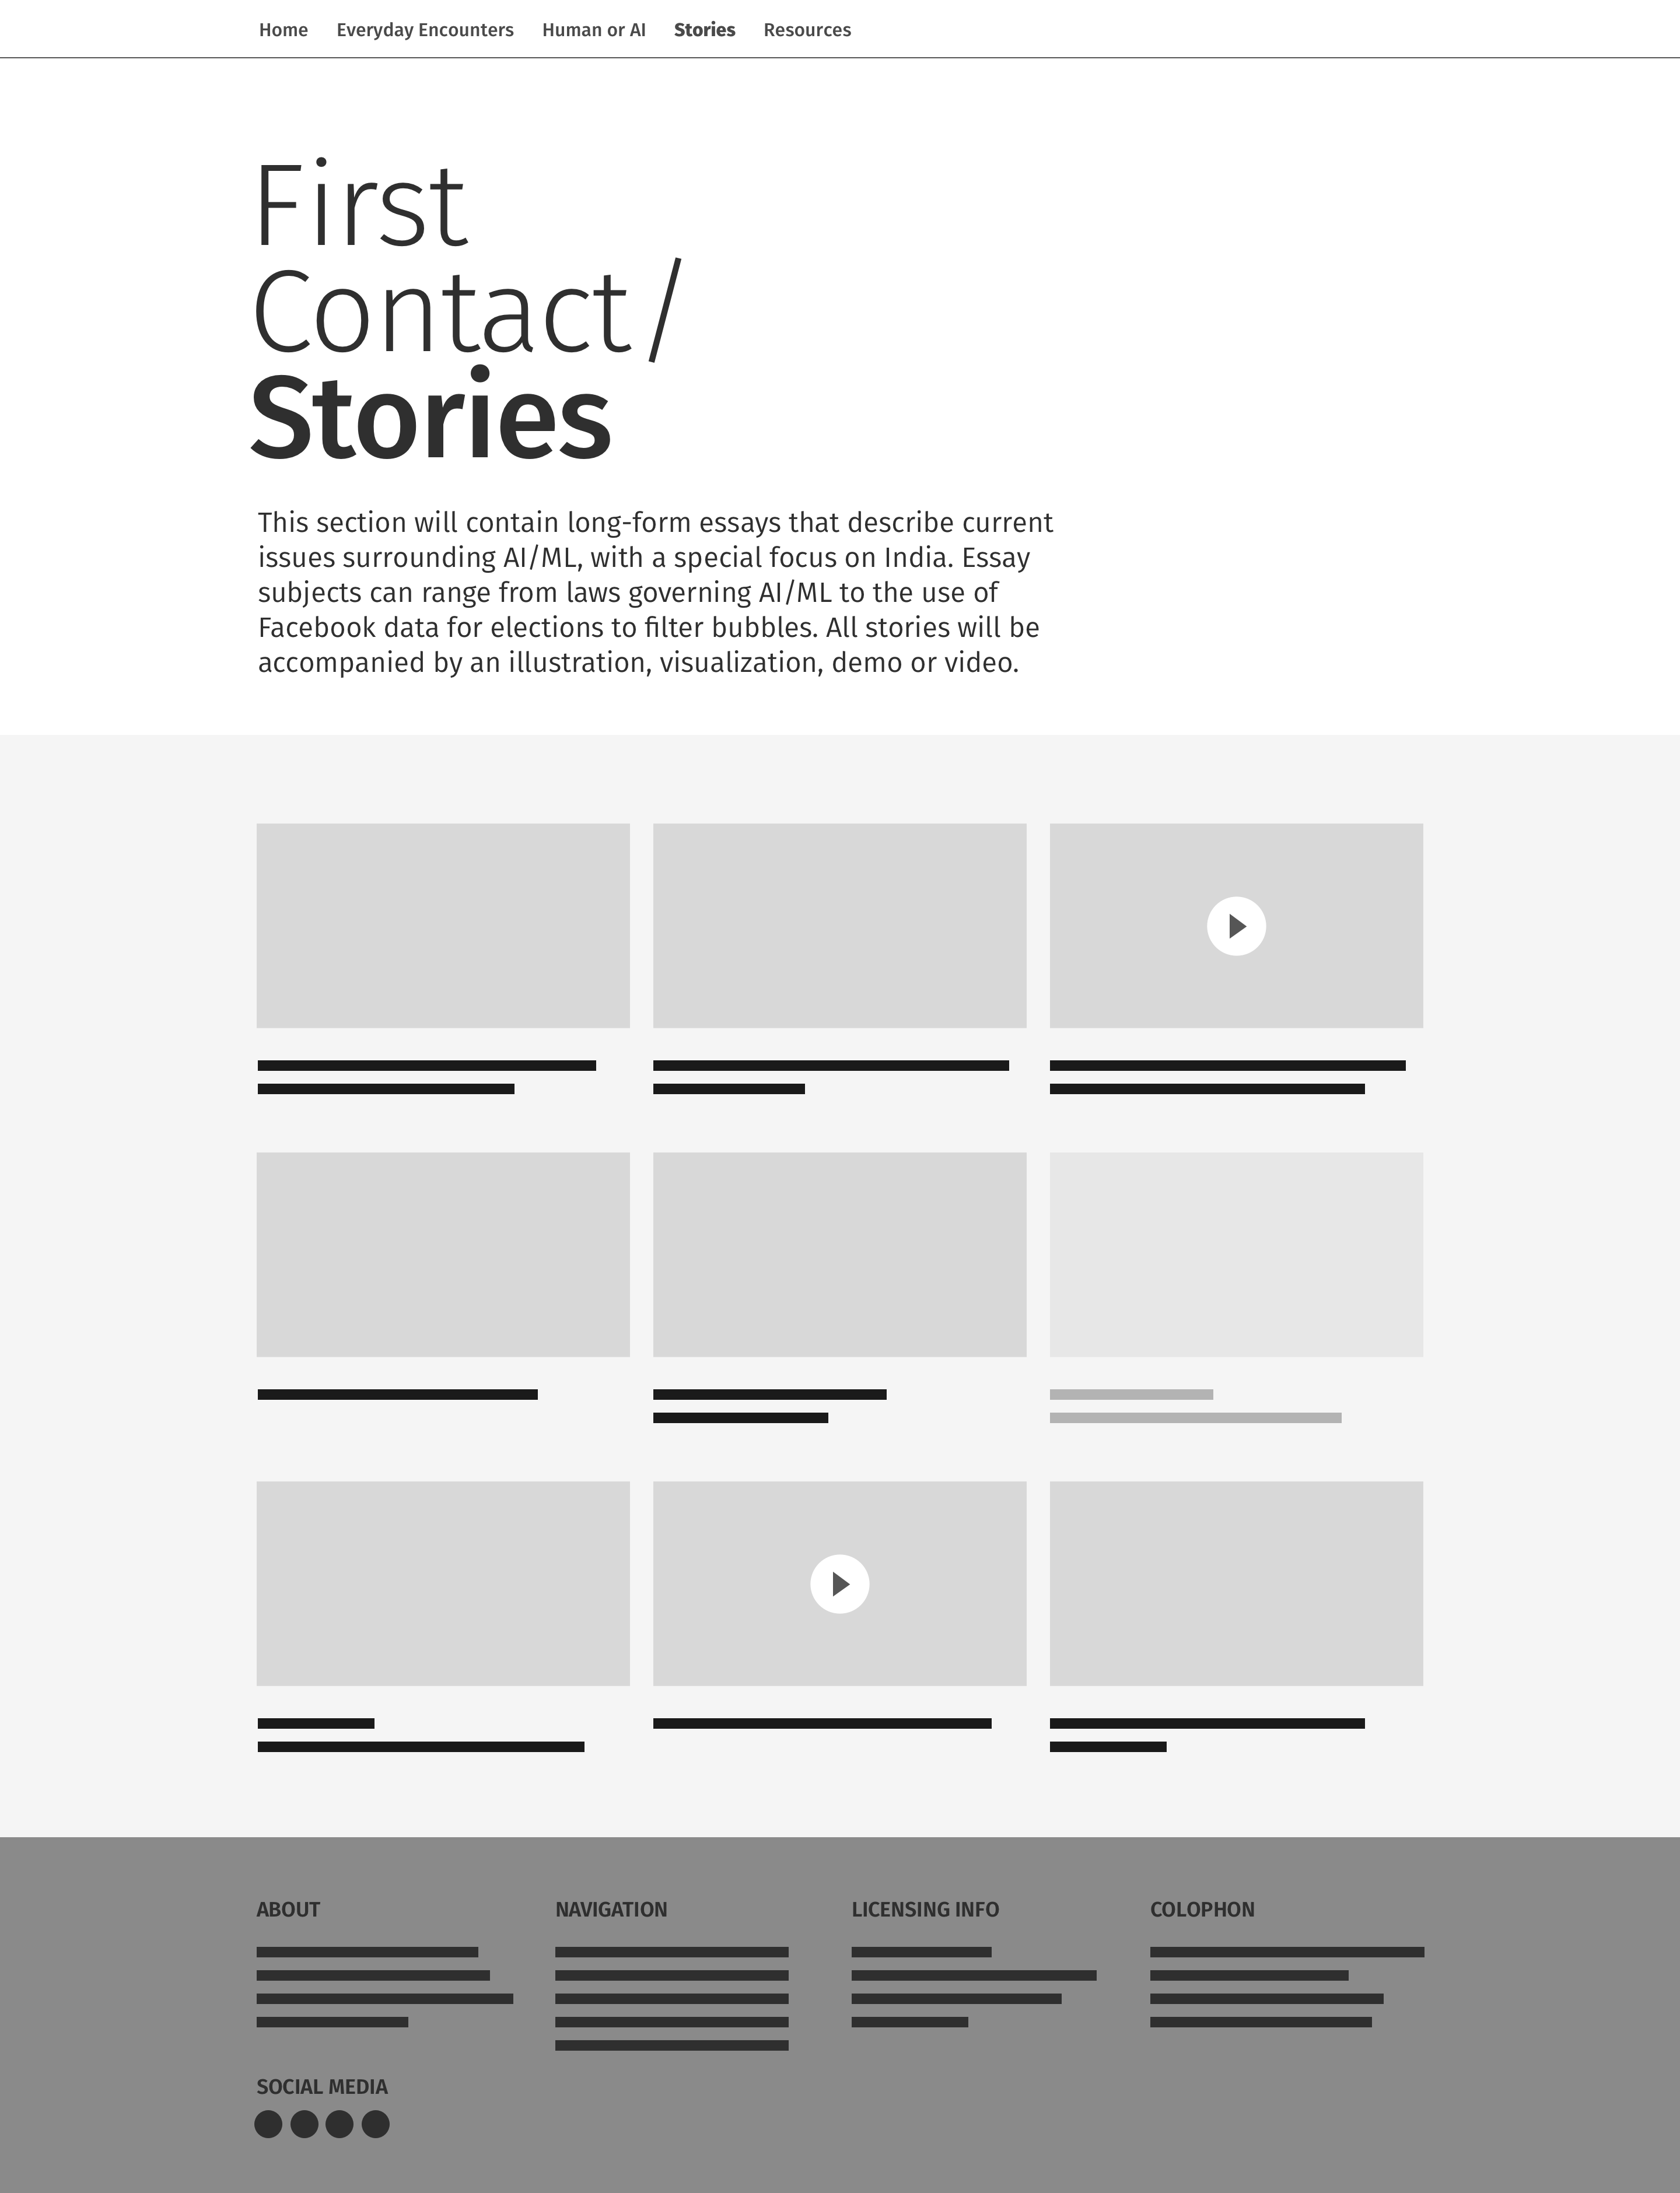 Home Everyday Encounters Human or AI Stories Resources
First
Contact/
Stories
This section will contain long-form essays that describe current
issues surrounding AI/ML, with a special focus on India. Essay
subjects can range from laws governing AI/ML to the use of
Facebook data for elections to filter bubbles. All stories will be
accompanied by an illustration, visualization, demo or video.
ABOUT NAVIGATION LICENSING INFO COLOPHON
SOCIAL MEDIA